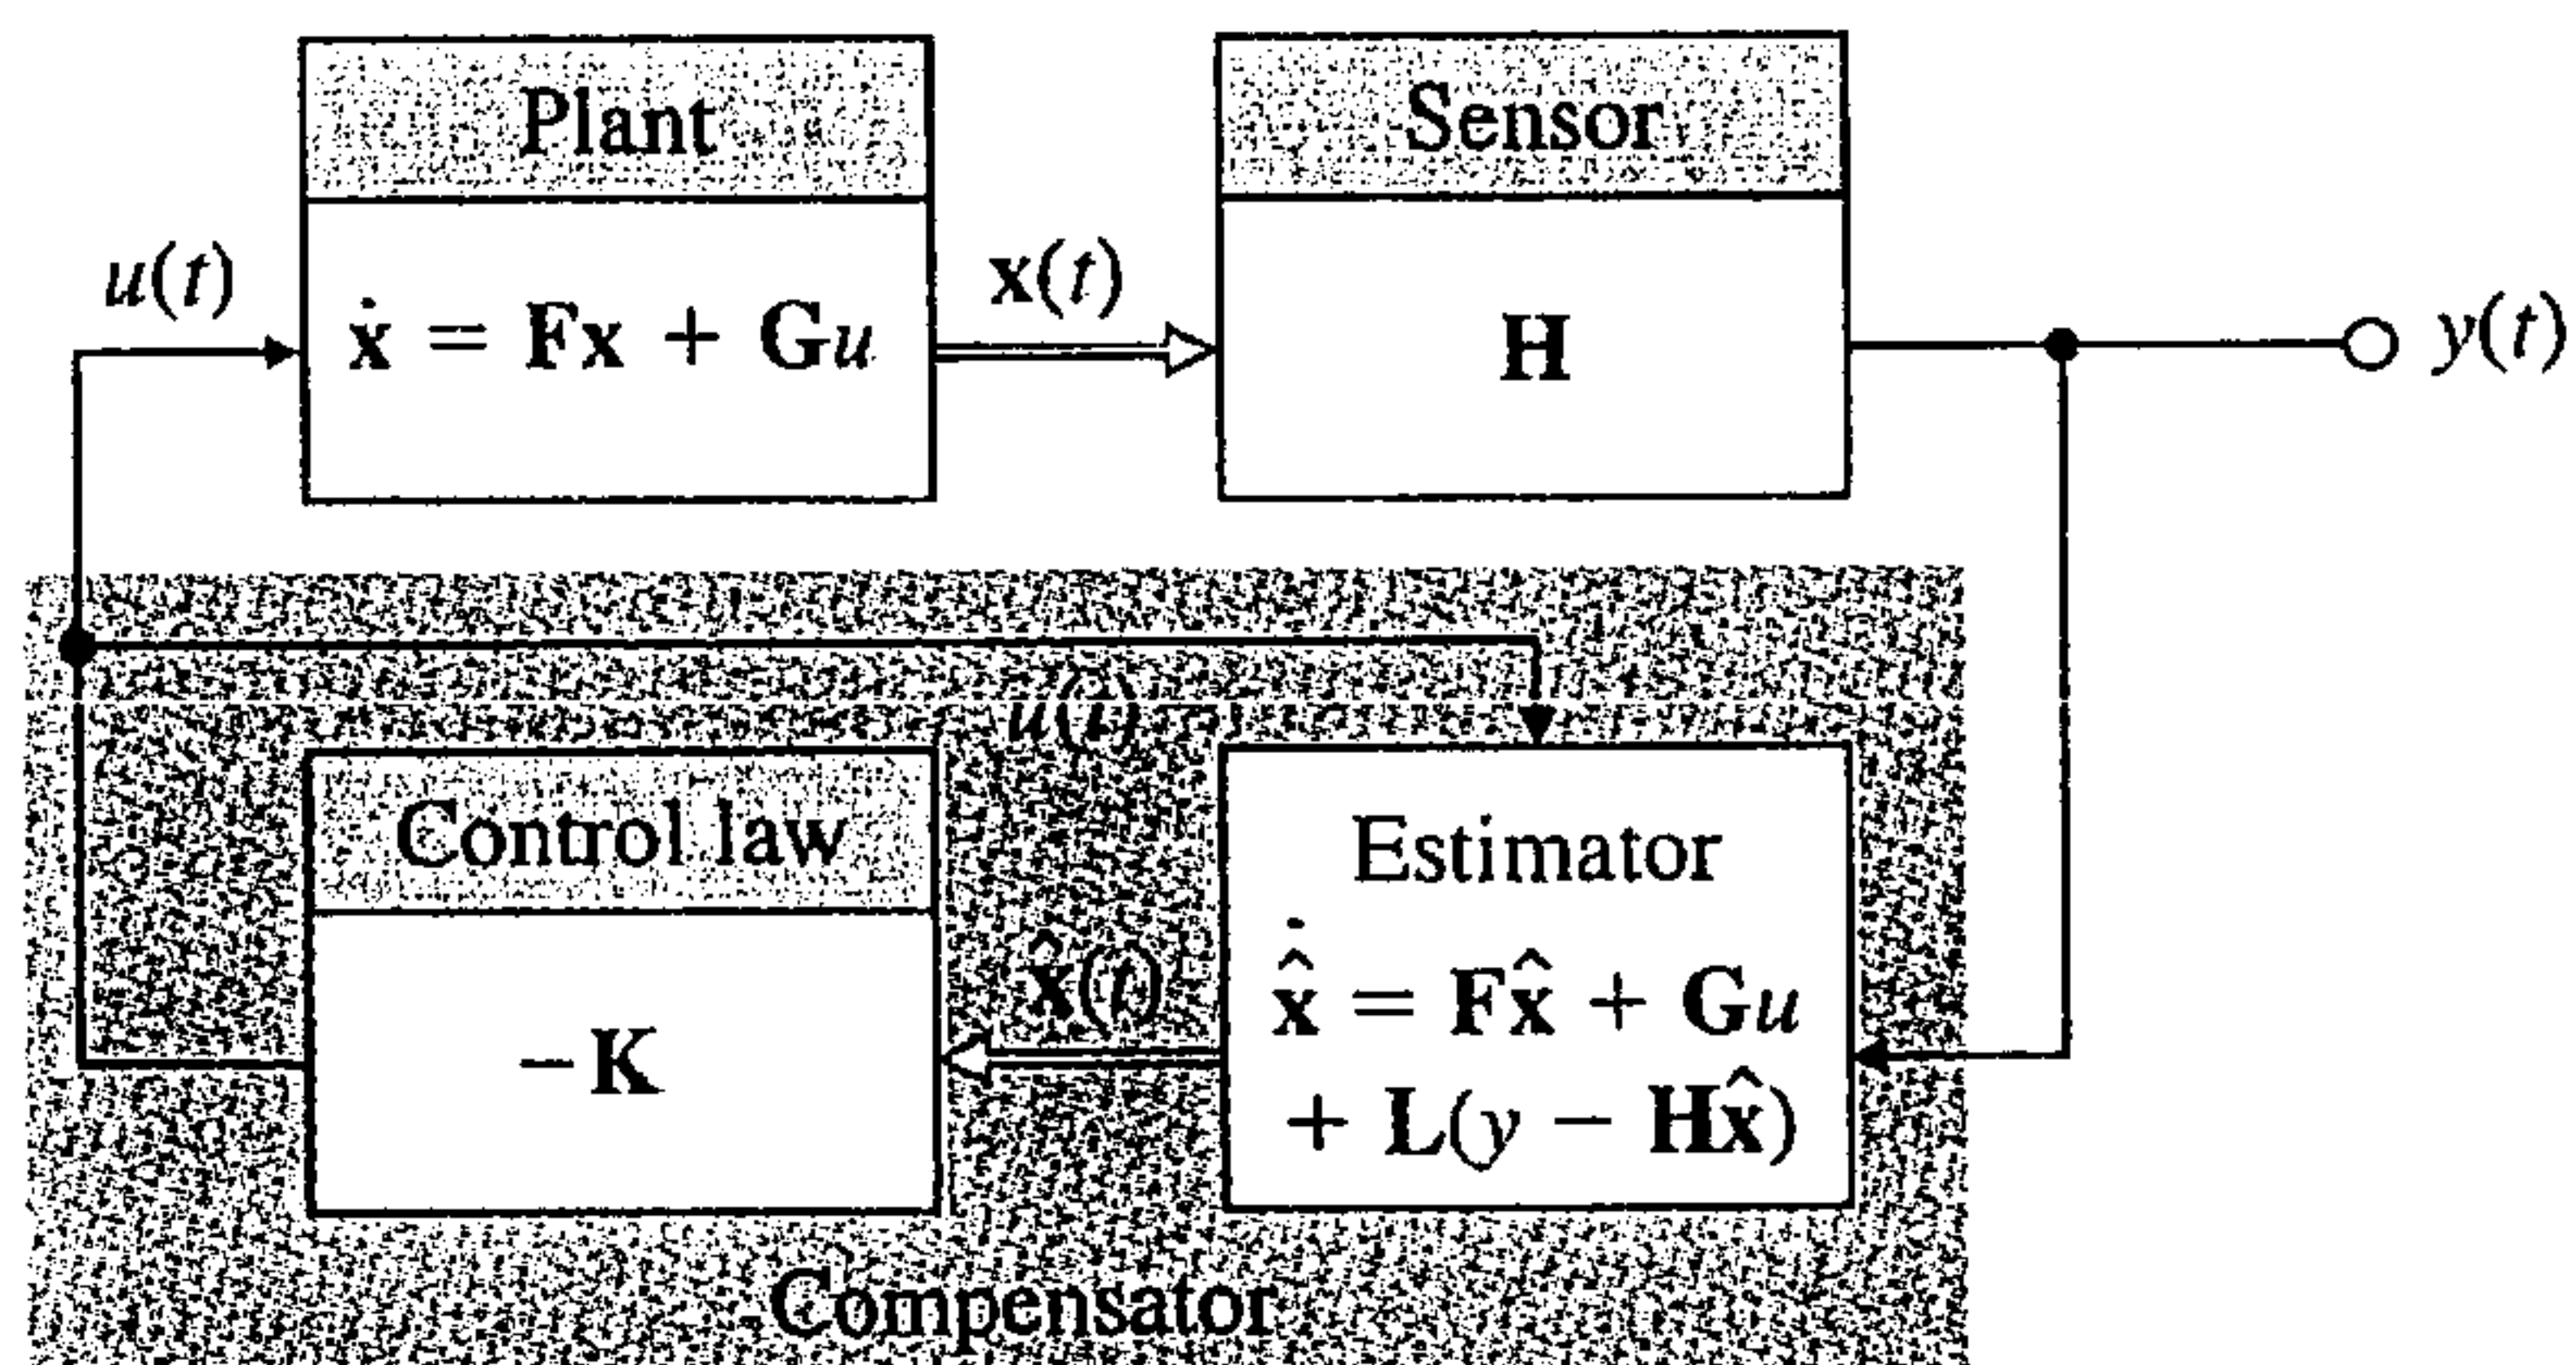 Plant
Sensor
u(t)
ẋ = Fx + Gu
x(t)
H
y(t)
u(t)
Control law
Estimator
x̂(t)
-K
x̂̇ = Fx̂ + Gu
+ L(y - Hx̂)
Compensator